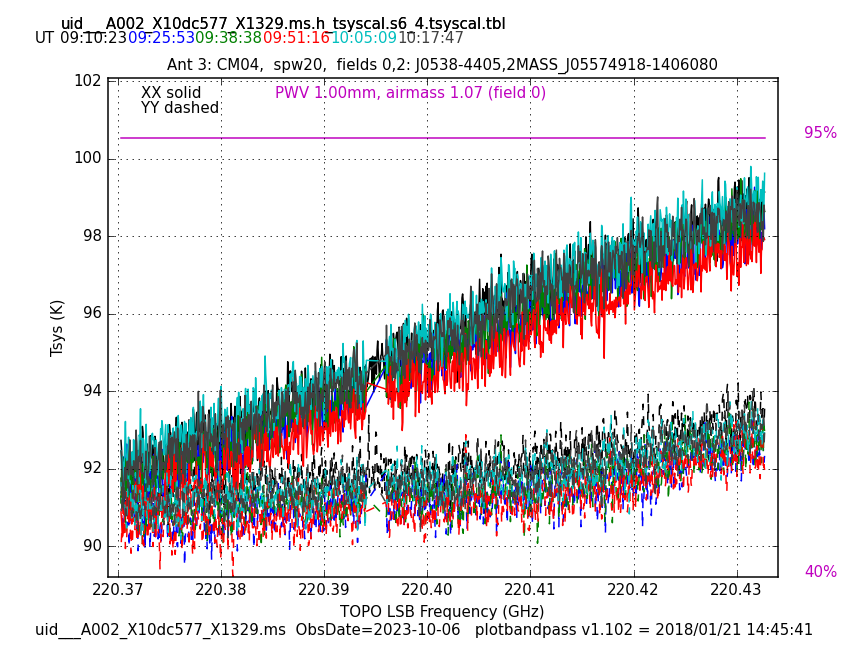 uid___A002_X10dc577_X1329.ms.h_tsyscal.s6_4.tsyscal.tbl
UT 09:10:23 09:25:53 09:38:38 09:51:16 10:05:09 10:17:47
Ant 3: CM04,  spw20,  fields 0,2: J0538-4405,2MASS_J05574918-1406080
XX solid
YY dashed
PWV 1.00mm, airmass 1.07 (field 0)
95%
40%
102
100
98
96
94
92
90
Tsys (K)
220.37 220.38 220.39 220.40 220.41 220.42 220.43
TOPO LSB Frequency (GHz)
uid___A002_X10dc577_X1329.ms  ObsDate=2023-10-06   plotbandpass v1.102 = 2018/01/21 14:45:41